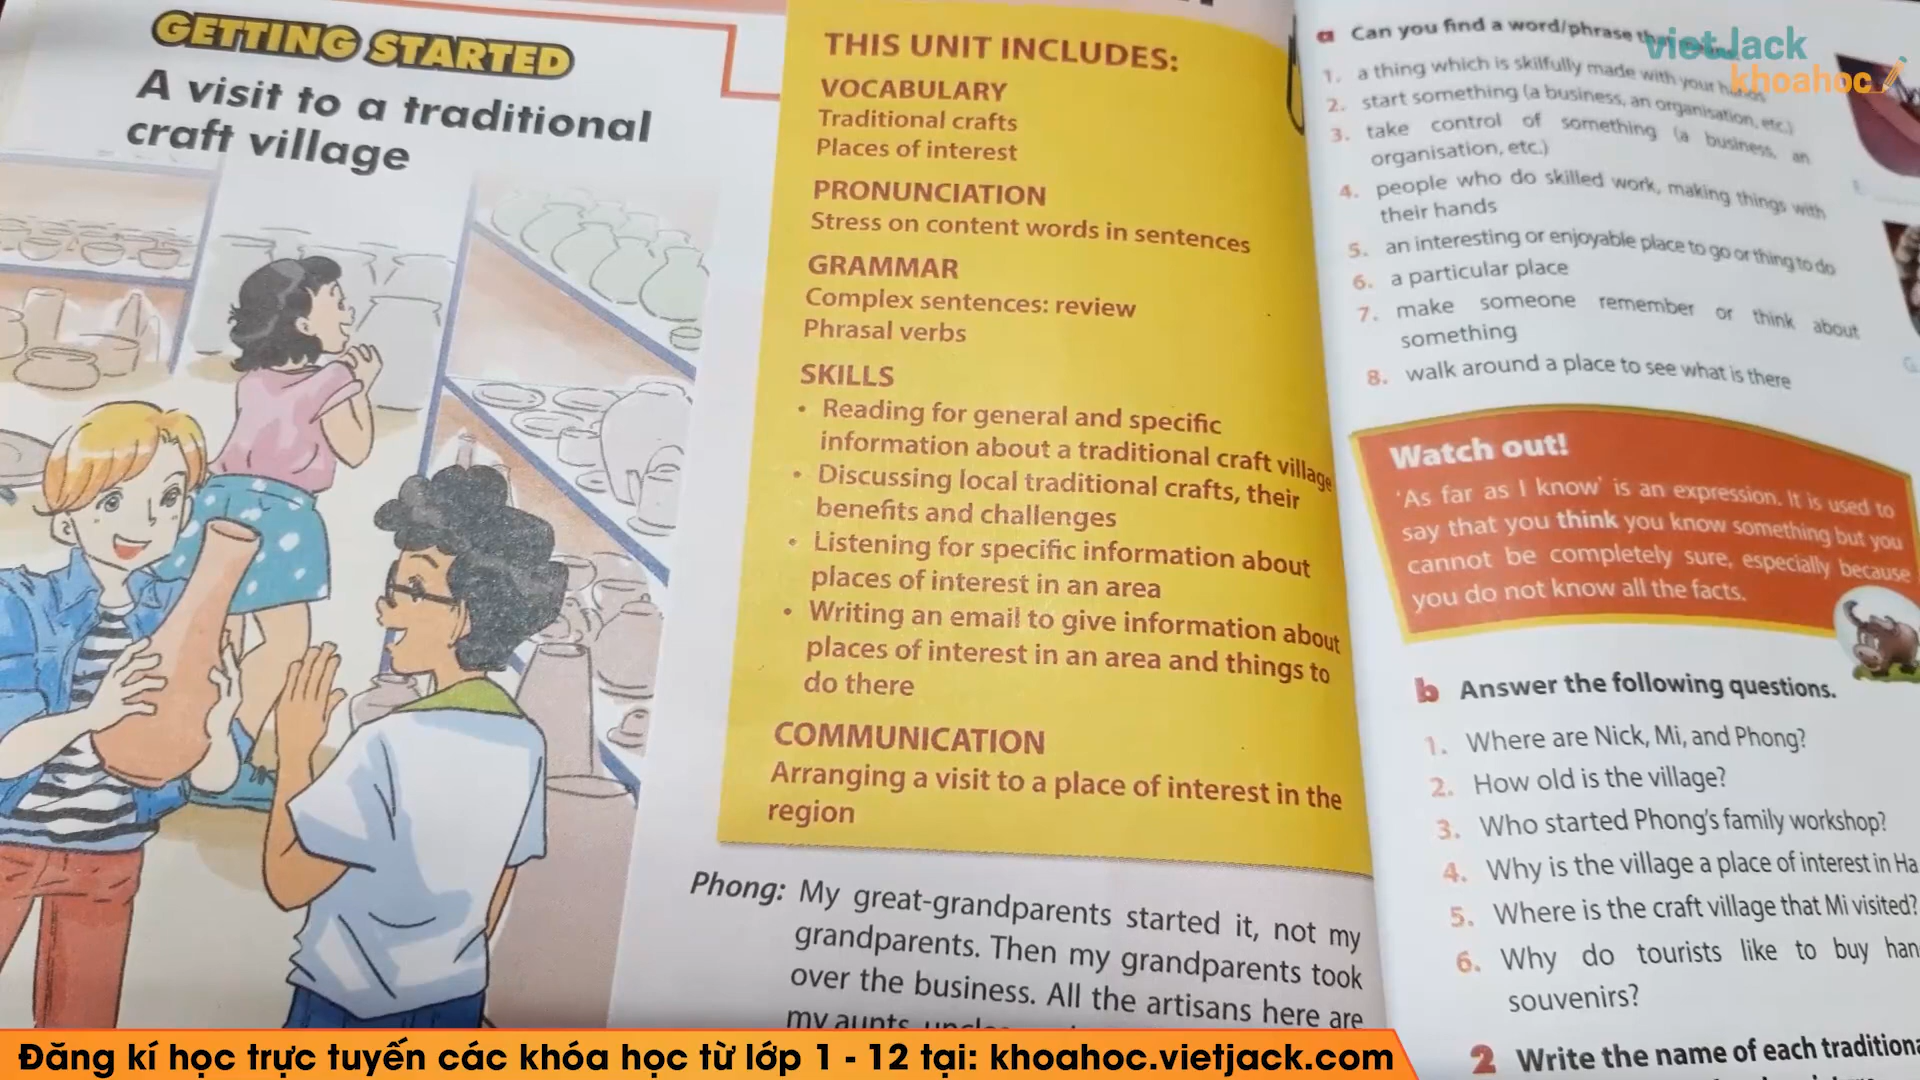 GETTING STARTED
A visit to a traditional
craft village
THIS UNIT INCLUDES:
VOCABULARY
Traditional crafts
Places of interest
PRONUNCIATION
Stress on content words in sentences
GRAMMAR
Complex sentences: review
Phrasal verbs
SKILLS
• Reading for general and specific
information about a traditional craft village
• Discussing local traditional crafts, their
benefits and challenges
• Listening for specific information about
places of interest in an area
• Writing an email to give information about
places of interest in an area and things to
do there
COMMUNICATION
Arranging a visit to a place of interest in the
region
Phong: My great-grandparents started it, not my
grandparents. Then my grandparents took
over the business. All the artisans here are
my aunts,
a Can you find a word/phrase
1. a thing which is skilfully made with your hands
2. start something (a business, an organisation, etc.)
3. take control of something (a business, an
organisation, etc.)
4. people who do skilled work, making things with
their hands
5. an interesting or enjoyable place to go or thing to do
6. a particular place
7. make someone remember or think about
something
8. walk around a place to see what is there
Watch out!
'As far as I know' is an expression. It is used to
say that you think you know something but you
cannot be completely sure, especially because
you do not know all the facts.
b Answer the following questions.
1. Where are Nick, Mi, and Phong?
2. How old is the village?
3. Who started Phong's family workshop?
4. Why is the village a place of interest in Ha
5. Where is the craft village that Mi visited?
6. Why do tourists like to buy han
souvenirs?
2 Write the name of each traditiona
vietJack
khoahoc
Đăng kí học trực tuyến các khóa học từ lớp 1 - 12 tại: khoahoc.vietjack.com